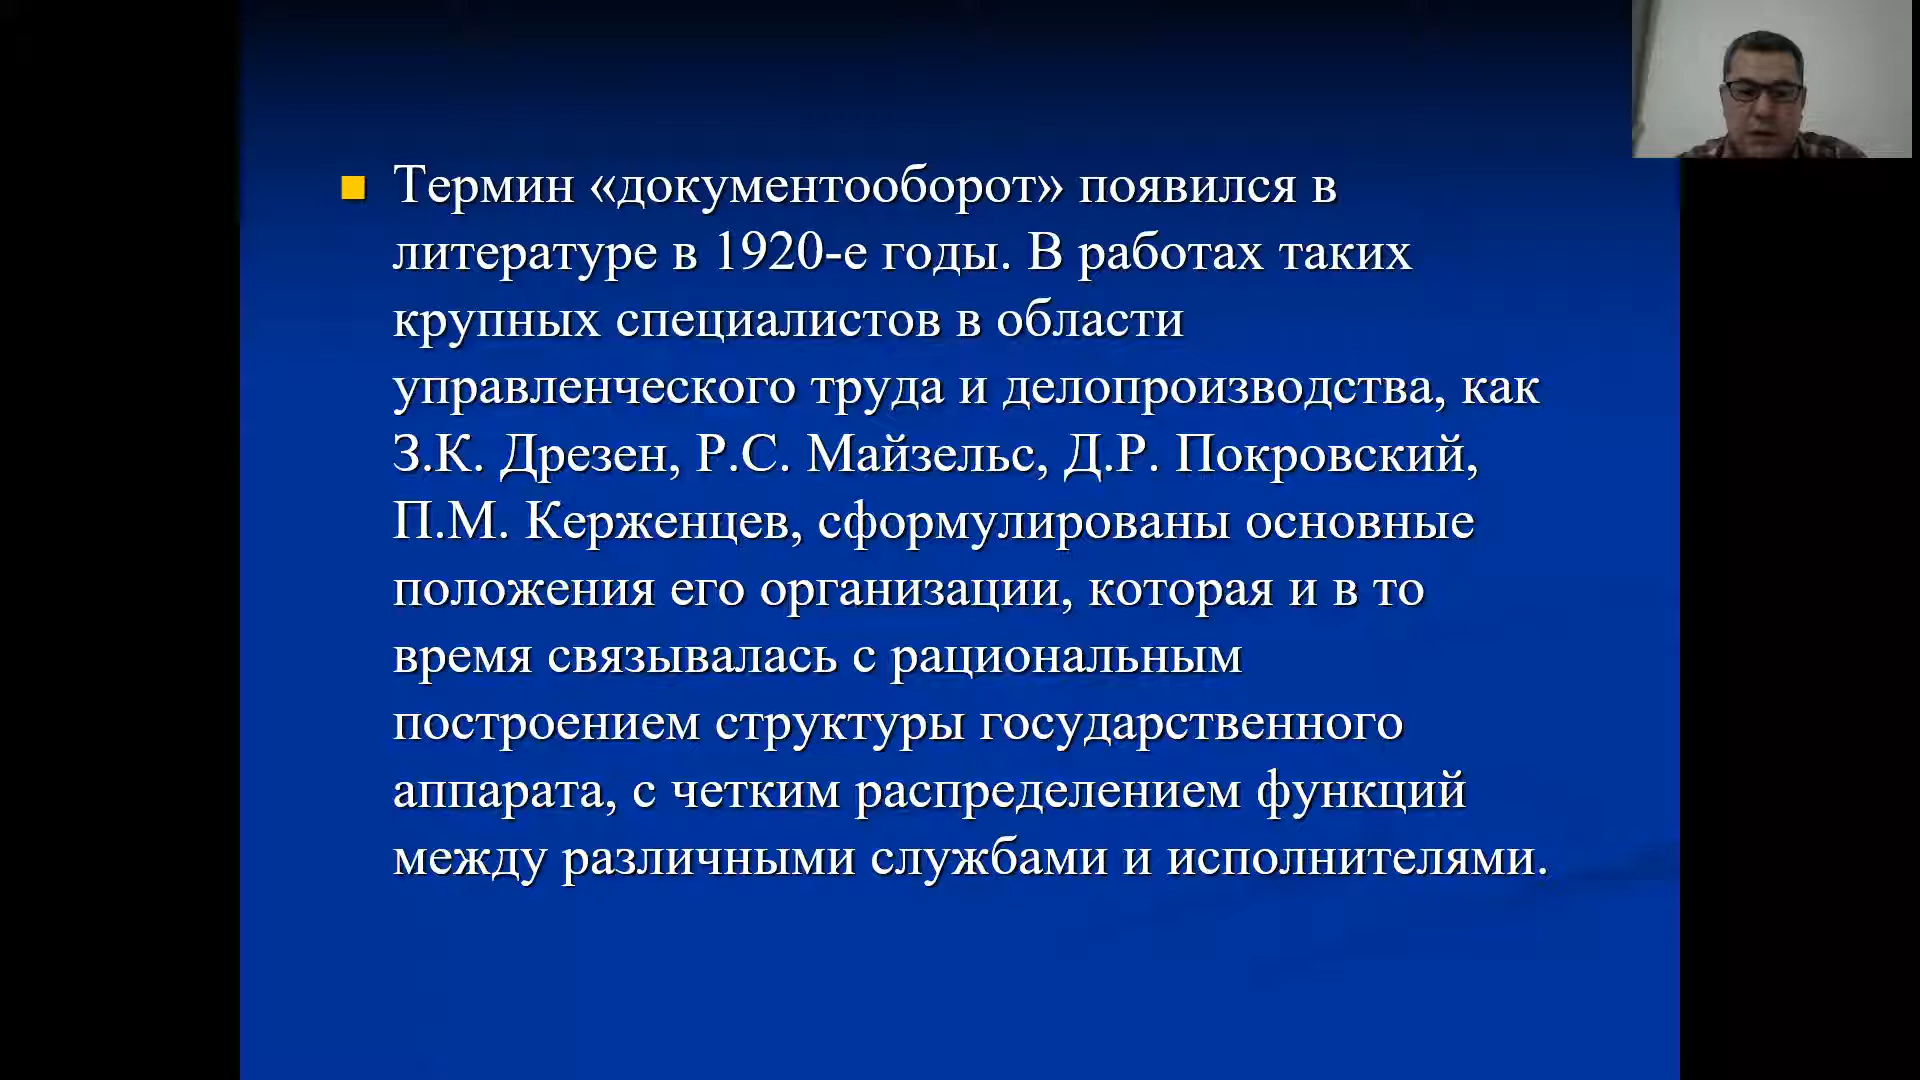 Термин «документооборот» появился в
литературе в 1920-е годы. В работах таких
крупных специалистов в области
управленческого труда и делопроизводства, как
З.К. Дрезен, Р.С. Майзельс, Д.Р. Покровский,
П.М. Керженцев, сформулированы основные
положения его организации, которая и в то
время связывалась с рациональным
построением структуры государственного
аппарата, с четким распределением функций
между различными службами и исполнителями.